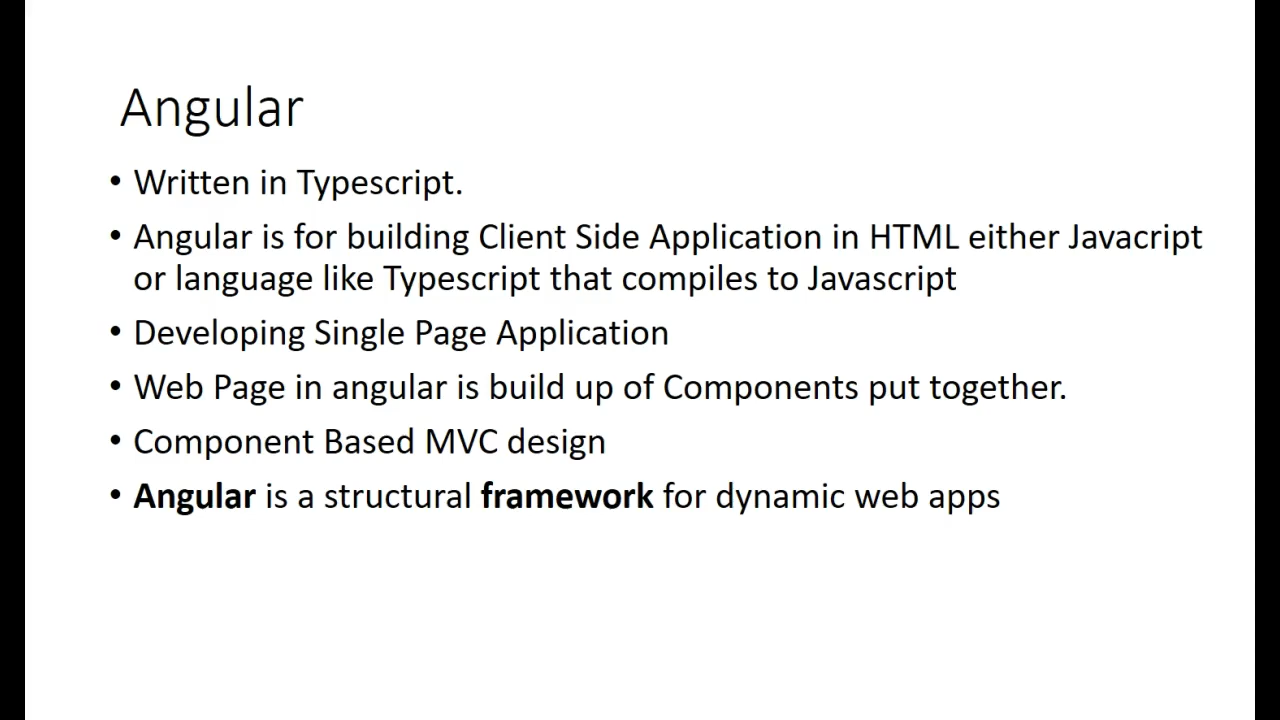 Angular
• Written in Typescript.
• Angular is for building Client Side Application in HTML either Javacript
or language like Typescript that compiles to Javascript
• Developing Single Page Application
• Web Page in angular is build up of Components put together.
• Component Based MVC design
• Angular is a structural framework for dynamic web apps